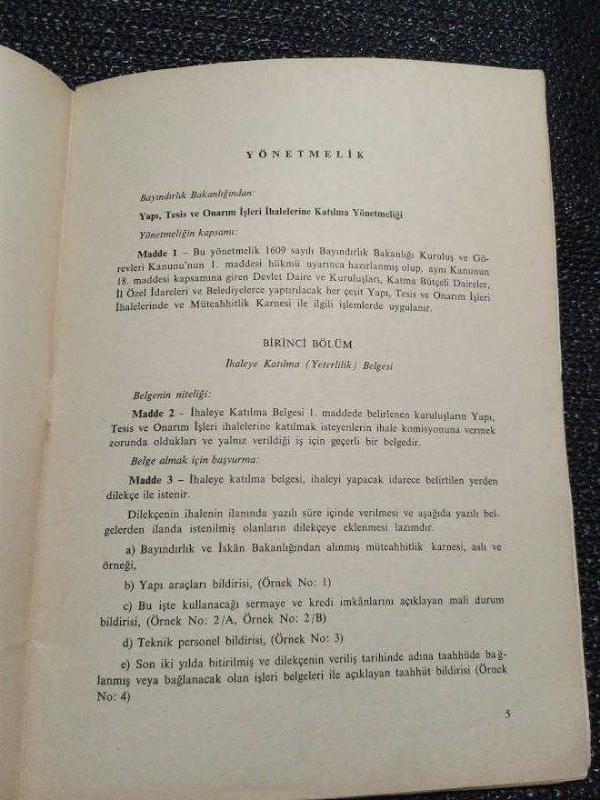 YÖNETMELİK
Bayındırlık Bakanlığından:
Yapı, Tesis ve Onarım İşleri İhalelerine Katılma Yönetmeliği
Yönetmeliğin kapsamı:
Madde 1 – Bu yönetmelik 1609 sayılı Bayındırlık Bakanlığı Kuruluş ve Gö-
revleri Kanunu'nun 1. maddesi hükmü uyarınca hazırlanmış olup, aynı Kanunun
18. maddesi kapsamına giren Devlet Daire ve Kuruluşları, Katma Bütçeli Daireler,
İl Özel İdareleri ve Belediyelerce yaptırılacak her çeşit Yapı, Tesis ve Onarım İşleri
İhalelerinde ve Müteahhitlik Karnesi ile ilgili işlemlerde uygulanır.
BİRİNCİ BÖLÜM
İhaleye Katılma (Yeterlilik) Belgesi
Belgenin niteliği:
Madde 2 – İhaleye Katılma Belgesi 1. maddede belirlenen kuruluşların Yapı,
Tesis ve Onarım İşleri ihalelerine katılmak isteyenlerin ihale komisyonuna vermek
zorunda oldukları ve yalnız verildiği iş için geçerli bir belgedir.
Belge almak için başvurma:
Madde 3 – İhaleye katılma belgesi, ihaleyi yapacak idarece belirtilen yerden
dilekçe ile istenir.
Dilekçenin ihalenin ilanında yazılı süre içinde verilmesi ve aşağıda yazılı bel-
gelerden ilanda istenilmiş olanların dilekçeye eklenmesi lazımdır.
a) Bayındırlık ve İskân Bakanlığından alınmış müteahhitlik karnesi, aslı ve
örneği,
b) Yapı araçları bildirisi, (Örnek No: 1)
c) Bu işte kullanacağı sermaye ve kredi imkânlarını açıklayan mali durum
bildirisi, (Örnek No: 2/A, Örnek No: 2/B)
d) Teknik personel bildirisi, (Örnek No: 3)
e) Son iki yılda bitirilmiş ve dilekçenin veriliş tarihinde adına taahhüde bağ-
lanmış veya bağlanacak olan işleri belgeleri ile açıklayan taahhüt bildirisi (Örnek
No: 4)
5